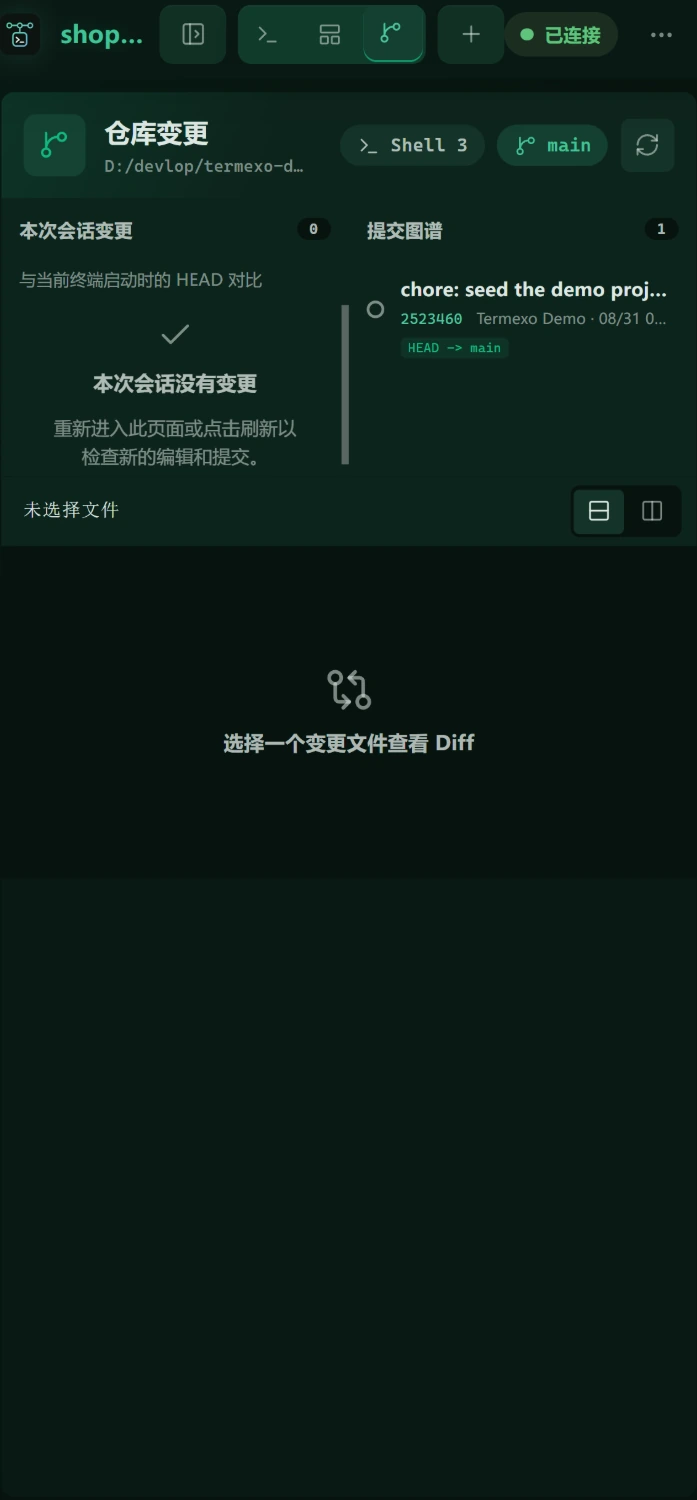 shop…
已连接
仓库变更
D:/devlop/termexo-d…
Shell 3
main
本次会话变更
0
与当前终端启动时的 HEAD 对比
本次会话没有变更
重新进入此页面或点击刷新以
检查新的编辑和提交。
提交图谱
1
chore: seed the demo proj…
2523460 Termexo Demo · 08/31 0…
HEAD -> main
未选择文件
选择一个变更文件查看 Diff